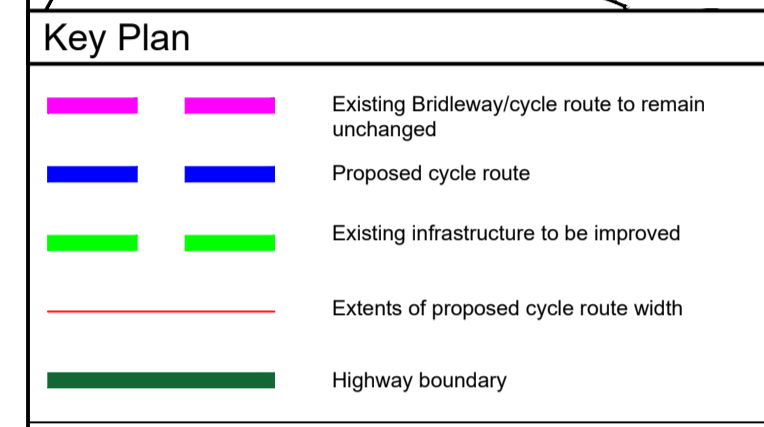 Key Plan
Existing Bridleway/cycle route to remain
unchanged
Proposed cycle route
Existing infrastructure to be improved
Extents of proposed cycle route width
Highway boundary